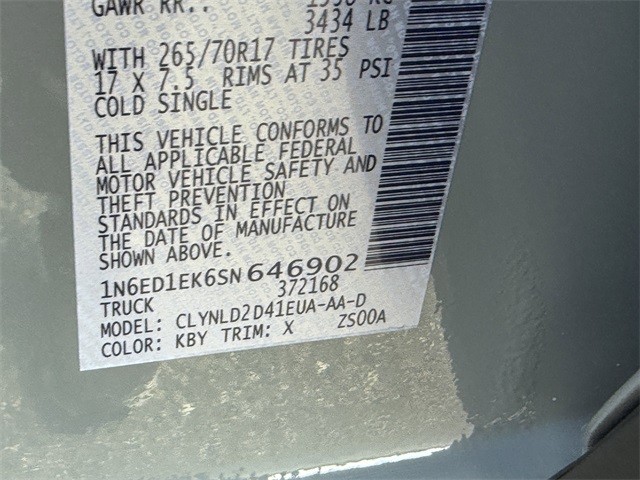 GAWR RR.:
3434 LB
WITH 265/70R17 TIRES
17 X 7.5 RIMS AT 35 PSI
COLD SINGLE
THIS VEHICLE CONFORMS TO
ALL APPLICABLE FEDERAL
MOTOR VEHICLE SAFETY AND
THEFT PREVENTION
STANDARDS IN EFFECT ON
THE DATE OF MANUFACTURE
SHOWN ABOVE.
1N6ED1EK6SN646902
TRUCK 372168
MODEL: CLYNLD2D41EUA-AA-D
COLOR: KBY TRIM: X ZS00A